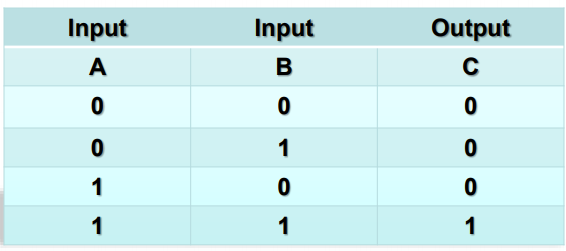 Input Input Output
A B C
0 0 0
0 1 0
1 0 0
1 1 1